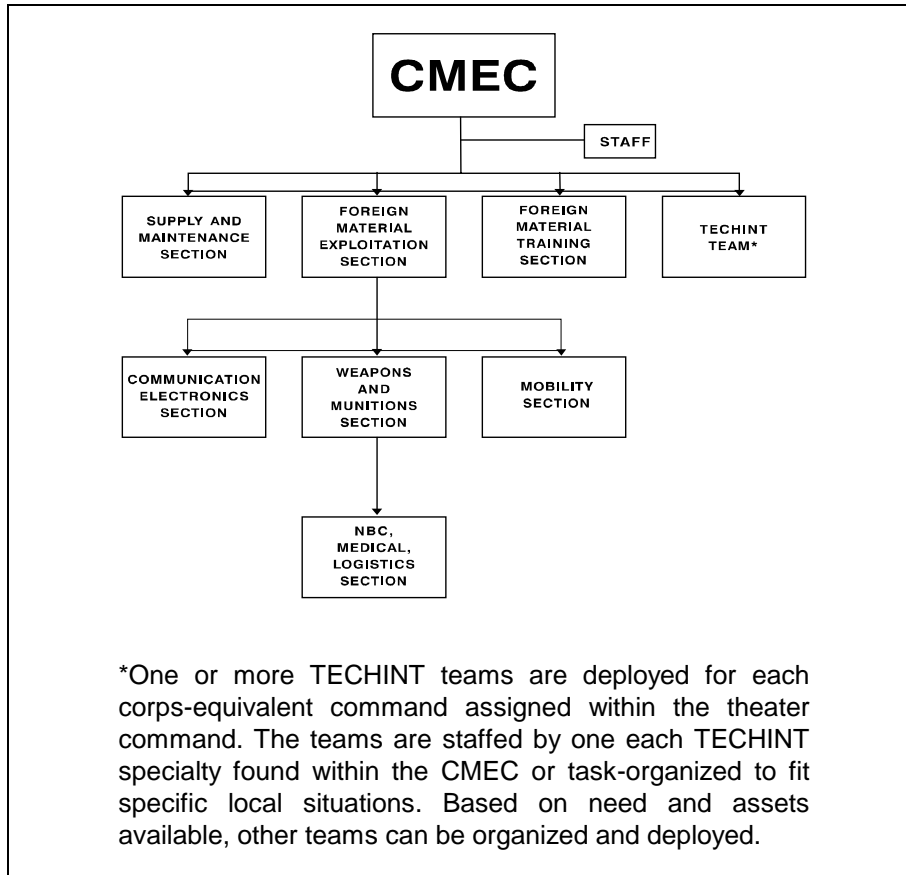 CMEC
STAFF
SUPPLY AND
MAINTENANCE
SECTION
FOREIGN
MATERIAL
EXPLOITATION
SECTION
FOREIGN
MATERIAL
TRAINING
SECTION
TECHINT
TEAM*
COMMUNICATION
ELECTRONICS
SECTION
WEAPONS
AND
MUNITIONS
SECTION
MOBILITY
SECTION
NBC,
MEDICAL,
LOGISTICS
SECTION
*One or more TECHINT teams are deployed for each
corps-equivalent command assigned within the theater
command. The teams are staffed by one each TECHINT
specialty found within the CMEC or task-organized to fit
specific local situations. Based on need and assets
available, other teams can be organized and deployed.